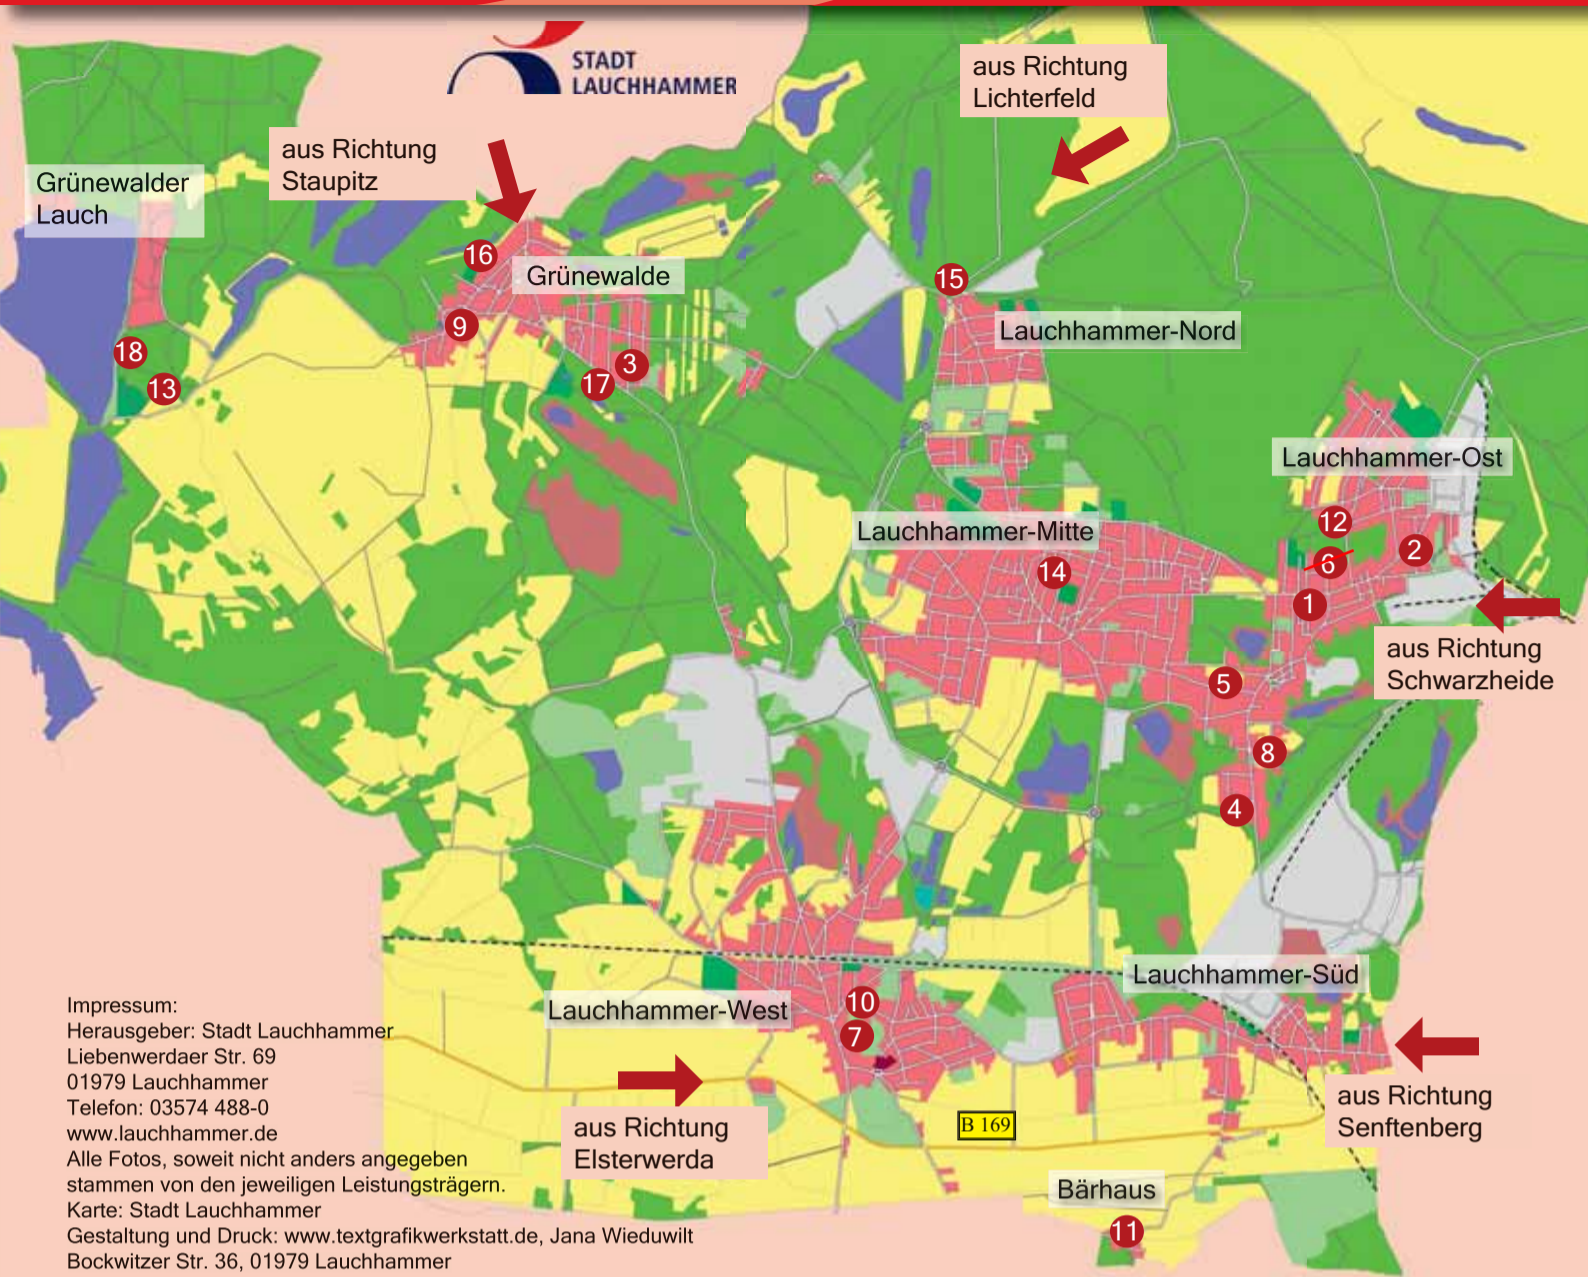 STADT
LAUCHHAMMER
aus Richtung
Lichterfeld
aus Richtung
Staupitz
Grünewalder
Lauch
16
Grünewalde
15
Lauchhammer-Nord
9
18
13
3
17
Lauchhammer-Ost
12
2
6
1
Lauchhammer-Mitte
14
aus Richtung
Schwarzheide
5
8
4
Lauchhammer-Süd
Lauchhammer-West
10
7
aus Richtung
Elsterwerda
B 169
aus Richtung
Senftenberg
Bärhaus
11
Impressum:
Herausgeber: Stadt Lauchhammer
Liebenwerdaer Str. 69
01979 Lauchhammer
Telefon: 03574 488-0
www.lauchhammer.de
Alle Fotos, soweit nicht anders angegeben
stammen von den jeweiligen Leistungsträgern.
Karte: Stadt Lauchhammer
Gestaltung und Druck: www.textgrafikwerkstatt.de, Jana Wieduwilt
Bockwitzer Str. 36, 01979 Lauchhammer